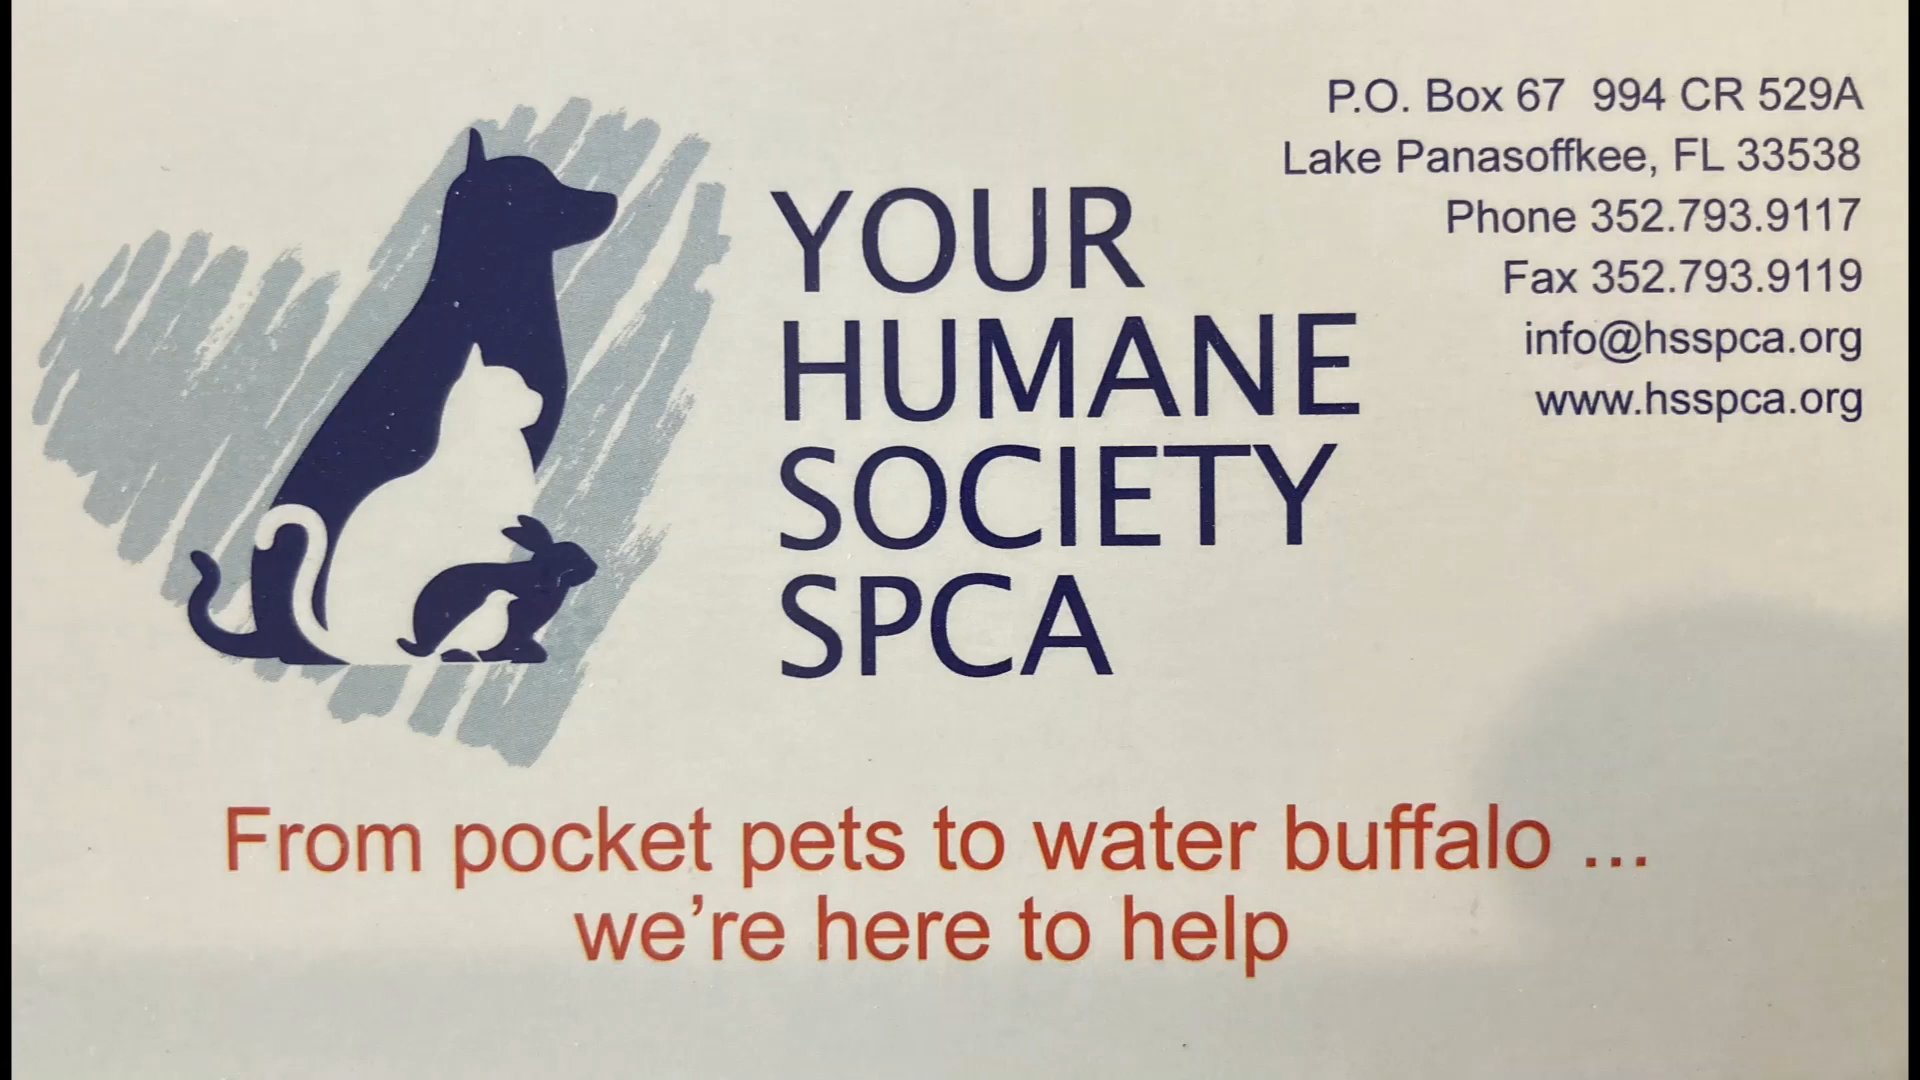 P.O. Box 67  994 CR 529A
Lake Panasoffkee, FL 33538
Phone 352.793.9117
Fax 352.793.9119
info@hsspca.org
www.hsspca.org
YOUR
HUMANE
SOCIETY
SPCA
From pocket pets to water buffalo ...
we’re here to help